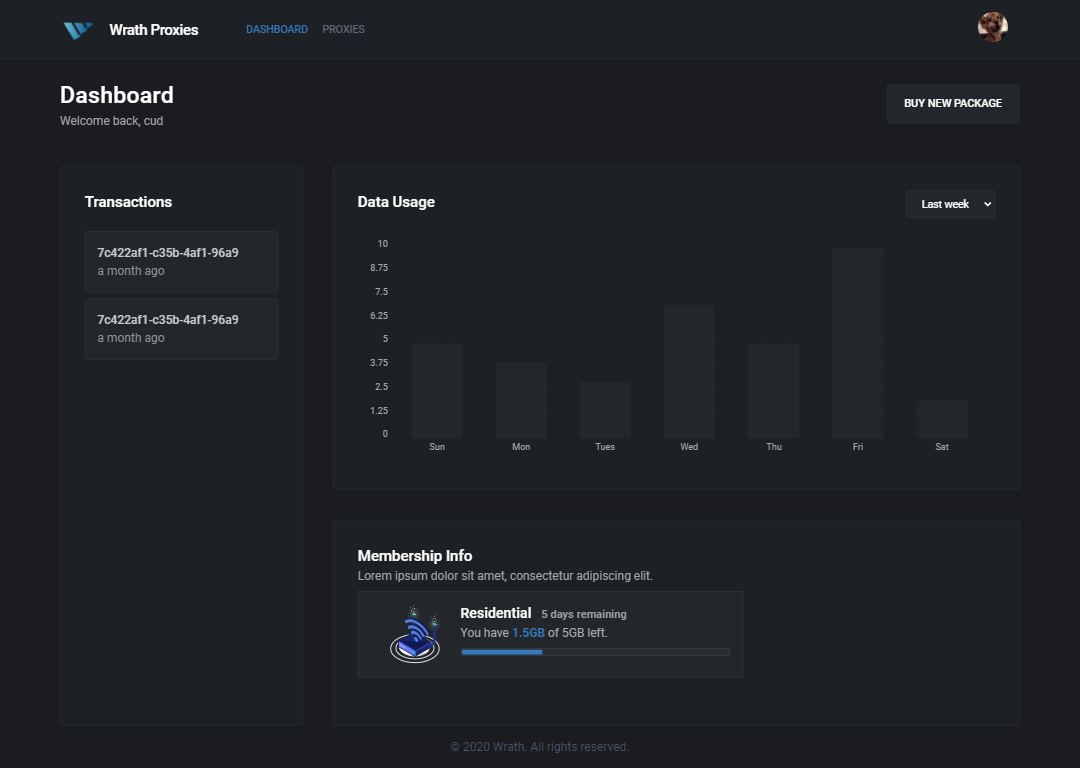 Wrath Proxies
DASHBOARD PROXIES
Dashboard
Welcome back, cud
BUY NEW PACKAGE
Transactions
7c422af1-c35b-4af1-96a9
a month ago
7c422af1-c35b-4af1-96a9
a month ago
Data Usage
Last week
10
8.75
7.5
6.25
5
3.75
2.5
1.25
0
Sun Mon Tues Wed Thu Fri Sat
Membership Info
Lorem ipsum dolor sit amet, consectetur adipiscing elit.
Residential 5 days remaining
You have 1.5GB of 5GB left.
© 2020 Wrath. All rights reserved.